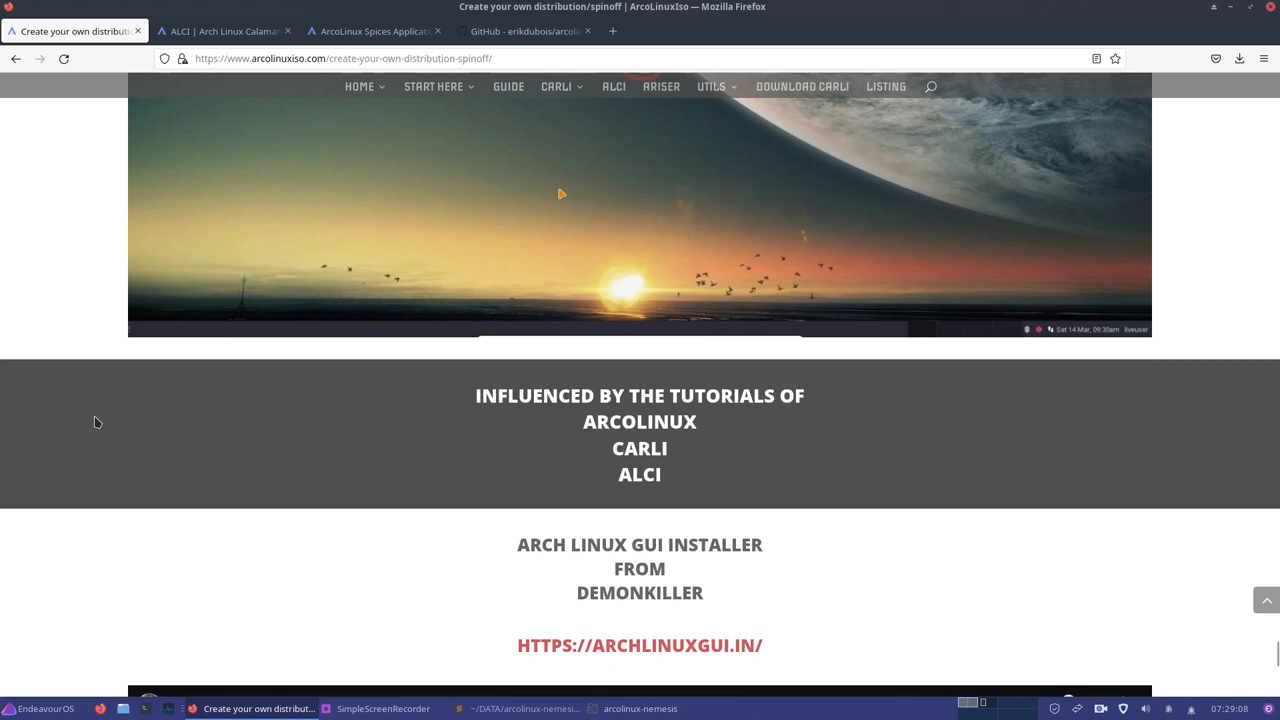 Create your own distribution/spinoff | ArcoLinuxIso — Mozilla Firefox
Create your own distributi
ALCI | Arch Linux Calamar
ArcoLinux Spices Applicati
GitHub - erikdubois/arcolin
https://www.arcolinuxiso.com/create-your-own-distribution-spinoff/
HOME START HERE GUIDE CARLI ALCI ARISER UTILS DOWNLOAD CARLI LISTING
Sat 14 Mar, 09:30am liveuser
INFLUENCED BY THE TUTORIALS OF
ARCOLINUX
CARLI
ALCI
ARCH LINUX GUI INSTALLER
FROM
DEMONKILLER
HTTPS://ARCHLINUXGUI.IN/
EndeavourOS
Create your own distribut...
SimpleScreenRecorder
~/DATA/arcolinux-nemesi...
arcolinux-nemesis
07:29:08